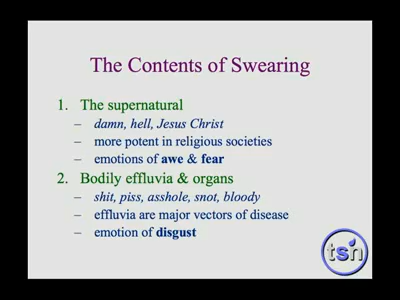 The Contents of Swearing
1. The supernatural
– damn, hell, Jesus Christ
– more potent in religious societies
– emotions of awe & fear
2. Bodily effluvia & organs
– shit, piss, asshole, snot, bloody
– effluvia are major vectors of disease
– emotion of disgust
tsn